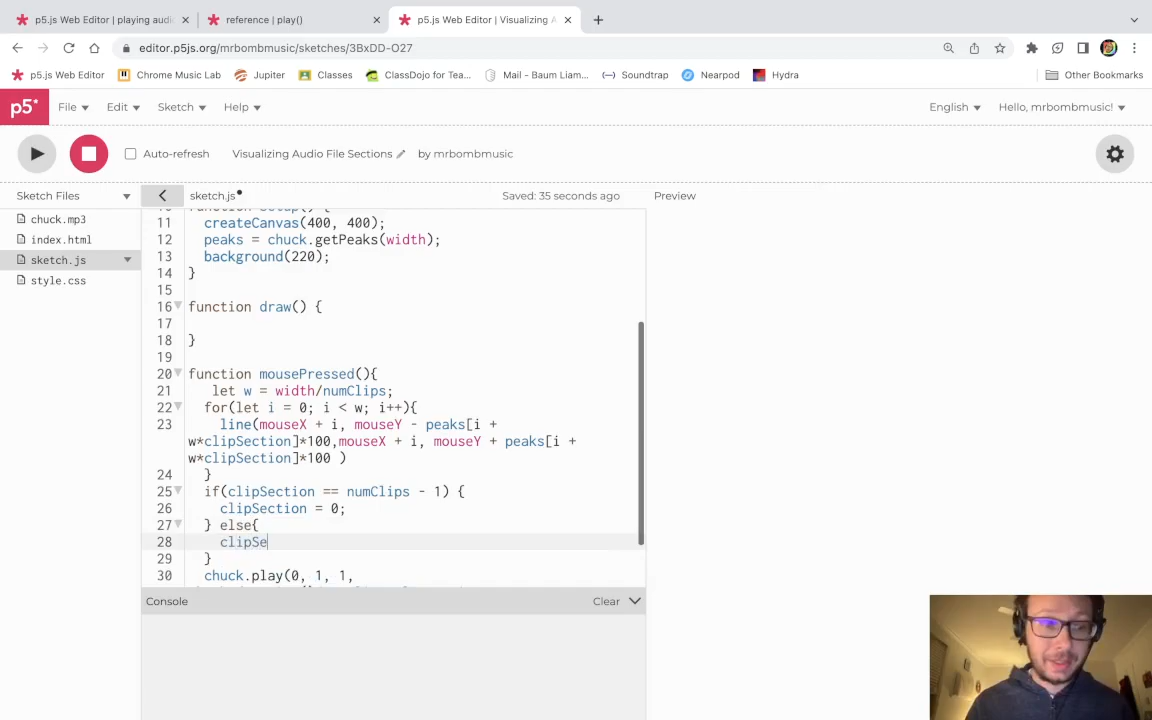 p5.js Web Editor | playing audi
reference | play()
p5.js Web Editor | Visualizing A
editor.p5js.org/mrbombmusic/sketches/3BxDD-O27
p5.js Web Editor
Chrome Music Lab
Jupiter
Classes
ClassDojo for Tea...
Mail - Baum Liam...
Soundtrap
Nearpod
Hydra
Other Bookmarks
p5*
File
Edit
Sketch
Help
English
Hello, mrbombmusic!
Auto-refresh
Visualizing Audio File Sections
by mrbombmusic
Sketch Files
sketch.js
Saved: 35 seconds ago
Preview
chuck.mp3
index.html
sketch.js
style.css
11 createCanvas(400, 400);
12 peaks = chuck.getPeaks(width);
13 background(220);
14 }
15
16 function draw() {
17
18 }
19
20 function mousePressed(){
21 let w = width/numClips;
22 for(let i = 0; i < w; i++){
23 line(mouseX + i, mouseY - peaks[i +
w*clipSection]*100,mouseX + i, mouseY + peaks[i +
w*clipSection]*100 )
24 }
25 if(clipSection == numClips - 1) {
26 clipSection = 0;
27 } else{
28 clipSe
29 }
30 chuck.play(0, 1, 1,
Console
Clear